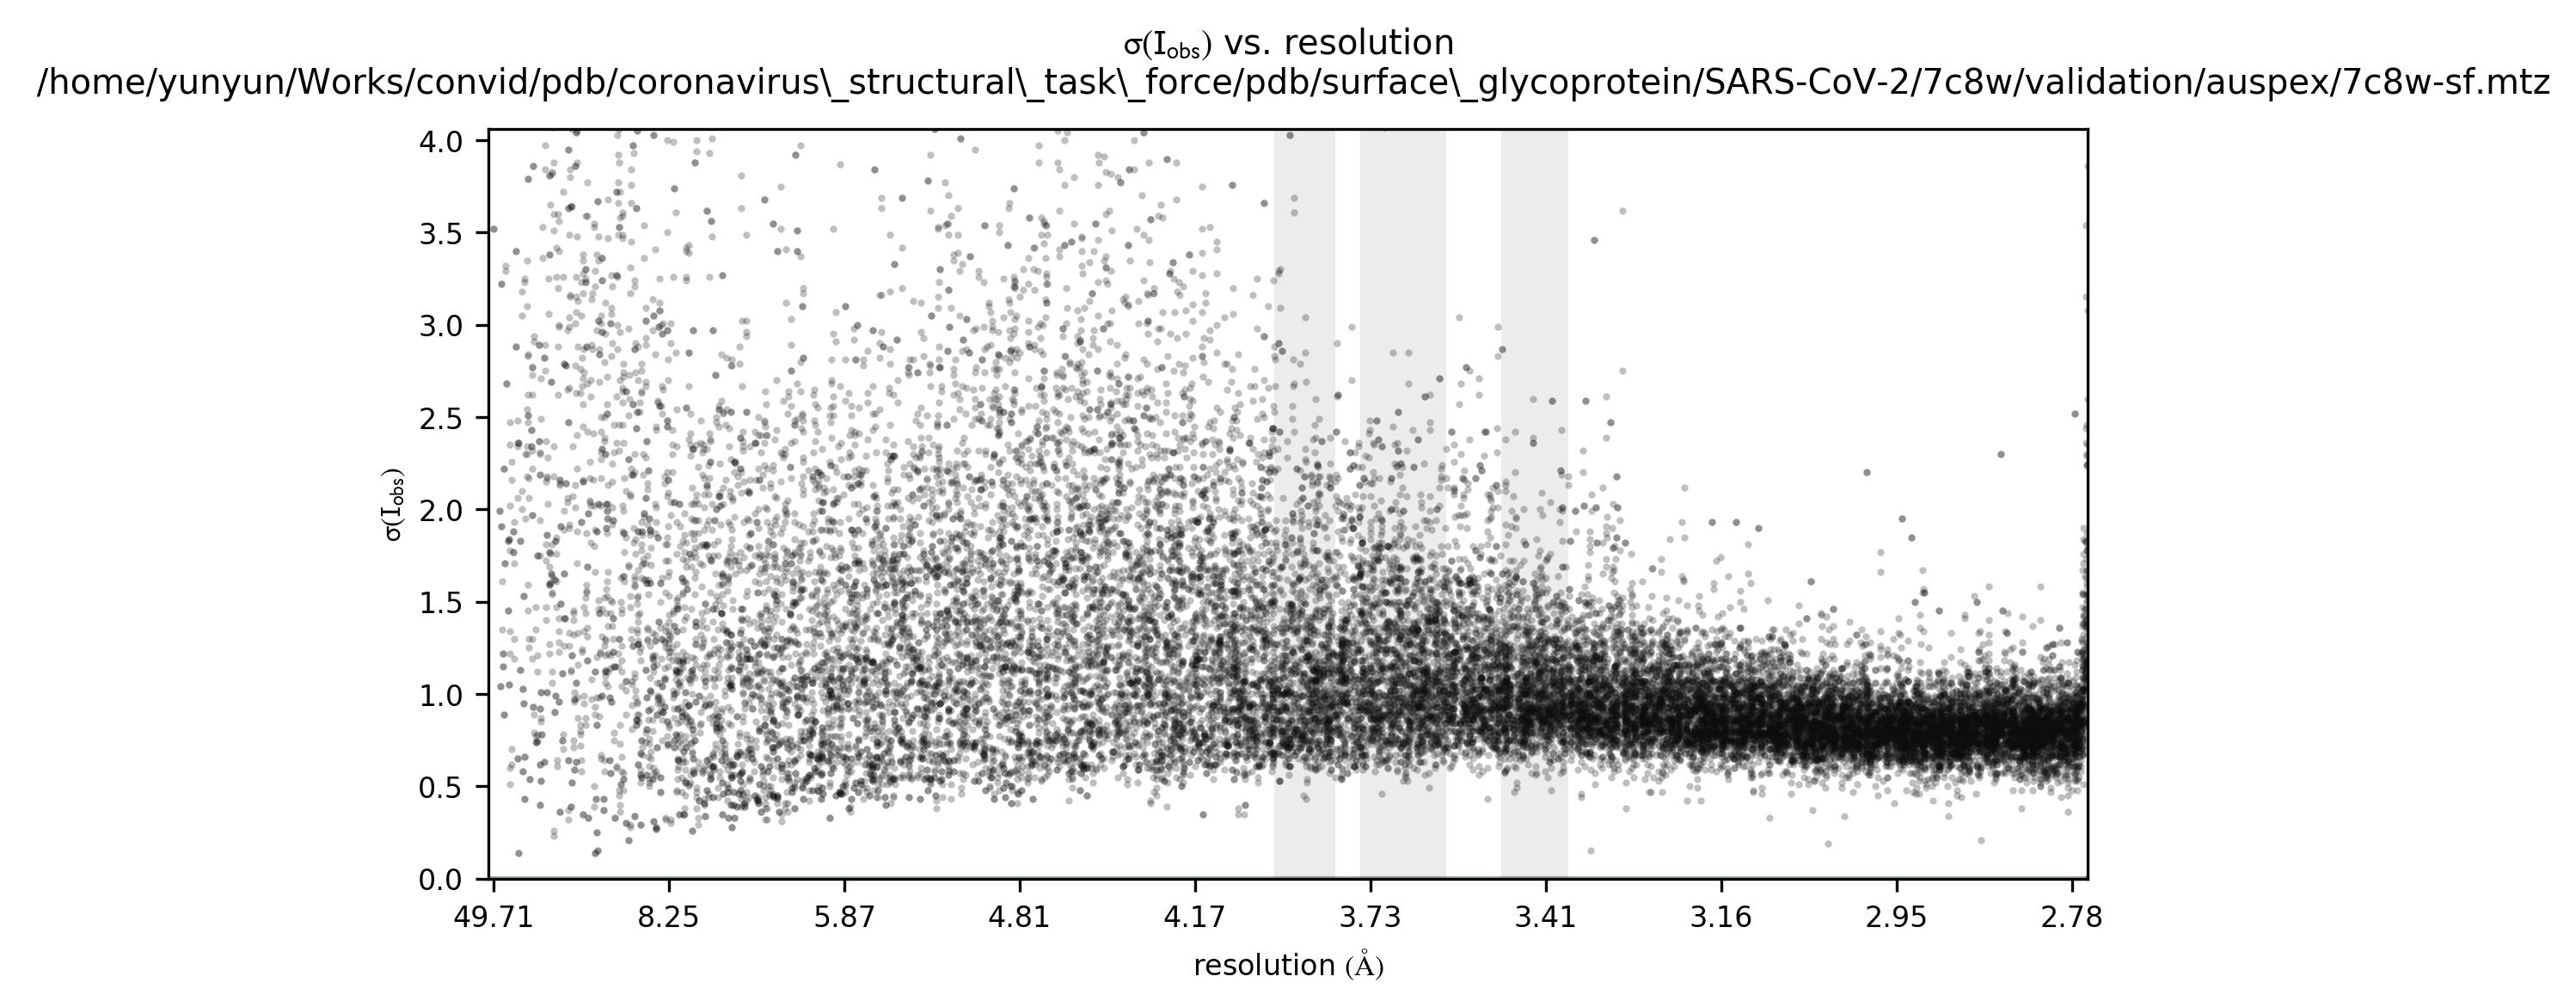 σ(I_obs) vs. resolution
/home/yunyun/Works/convid/pdb/coronavirus\_structural\_task\_force/pdb/surface\_glycoprotein/SARS-CoV-2/7c8w/validation/auspex/7c8w-sf.mtz
4.0
3.5
3.0
2.5
2.0
1.5
1.0
0.5
0.0
σ(I_obs)
49.71 8.25 5.87 4.81 4.17 3.73 3.41 3.16 2.95 2.78
resolution (Å)